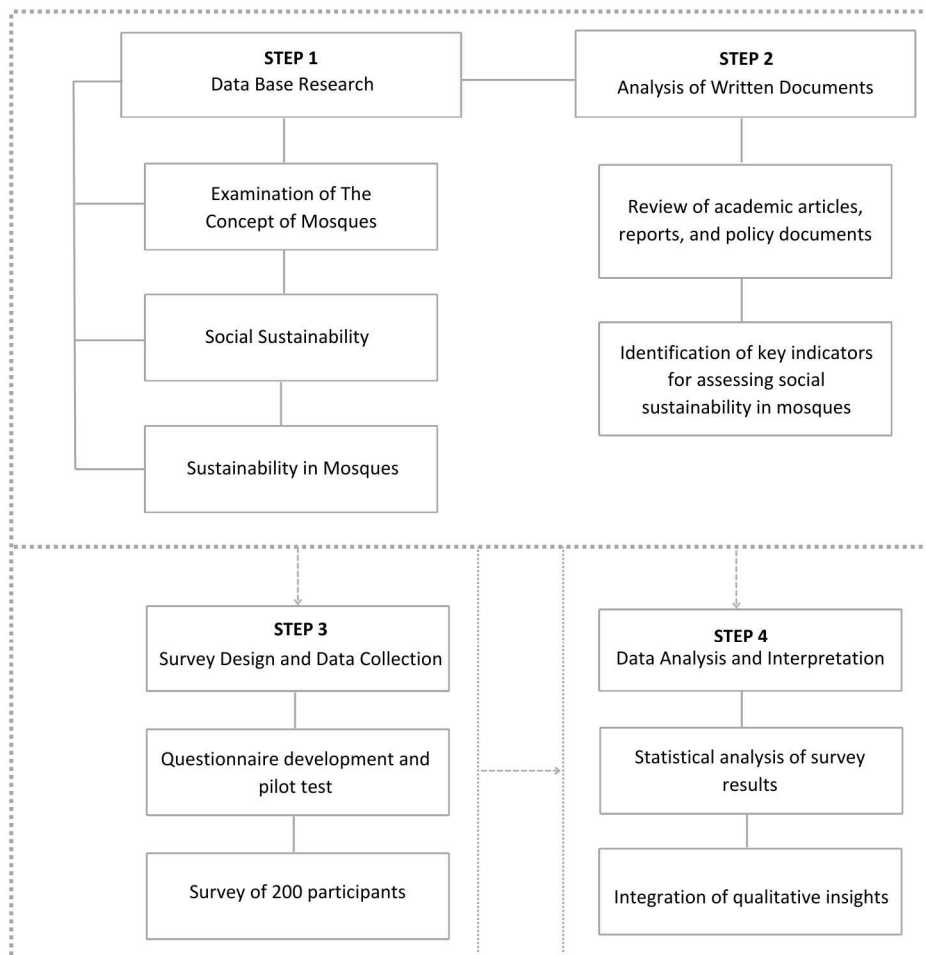 STEP 1
Data Base Research
Examination of The
Concept of Mosques
Social Sustainability
Sustainability in Mosques
STEP 2
Analysis of Written Documents
Review of academic articles,
reports, and policy documents
Identification of key indicators
for assessing social
sustainability in mosques
STEP 3
Survey Design and Data Collection
Questionnaire development and
pilot test
Survey of 200 participants
STEP 4
Data Analysis and Interpretation
Statistical analysis of survey
results
Integration of qualitative insights